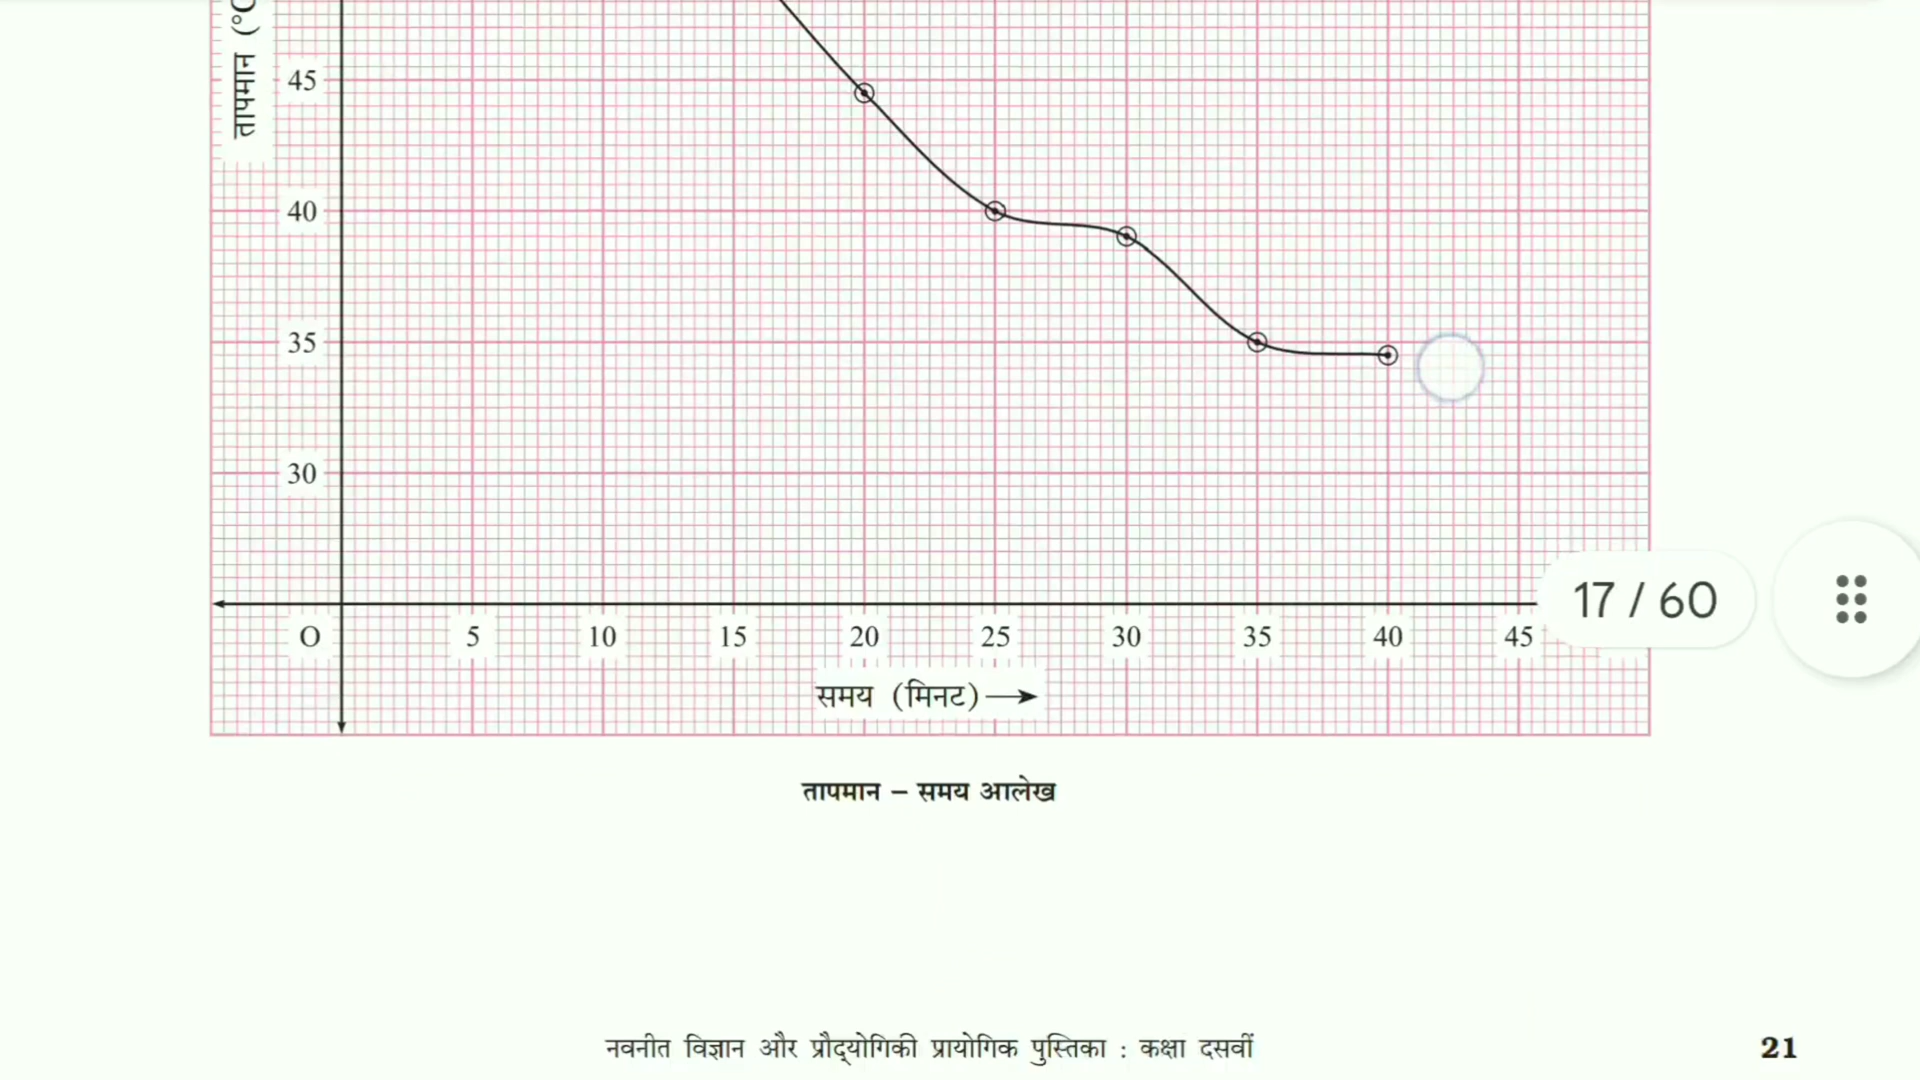 तापमान (°C
45
40
35
30
O 5 10 15 20 25 30 35 40 45
17 / 60
समय (मिनट)
तापमान – समय आलेख
नवनीत विज्ञान और प्रौद्योगिकी प्रायोगिक पुस्तिका : कक्षा दसवीं 21